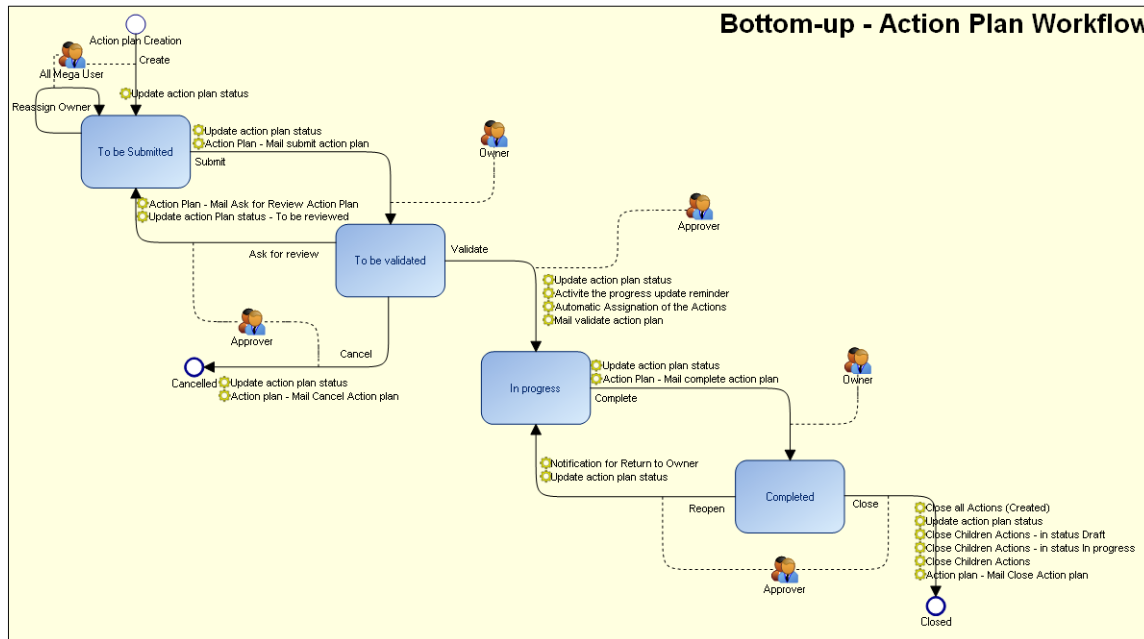 Bottom-up - Action Plan Workflow
Action plan Creation
Create
All Mega User
Reassign Owner
Update action plan status
To be Submitted
Update action plan status
Action Plan - Mail submit action plan
Submit
Owner
Action Plan - Mail Ask for Review Action Plan
Update action Plan status - To be reviewed
Ask for review
To be validated
Validate
Approver
Update action plan status
Activite the progress update reminder
Automatic Assignation of the Actions
Mail validate action plan
Approver
Cancel
Cancelled
Update action plan status
Action plan - Mail Cancel Action plan
In progress
Update action plan status
Action Plan - Mail complete action plan
Complete
Owner
Notification for Return to Owner
Update action plan status
Reopen
Completed
Close
Close all Actions (Created)
Update action plan status
Close Children Actions - in status Draft
Close Children Actions - in status In progress
Close Children Actions
Action plan - Mail Close Action plan
Approver
Closed